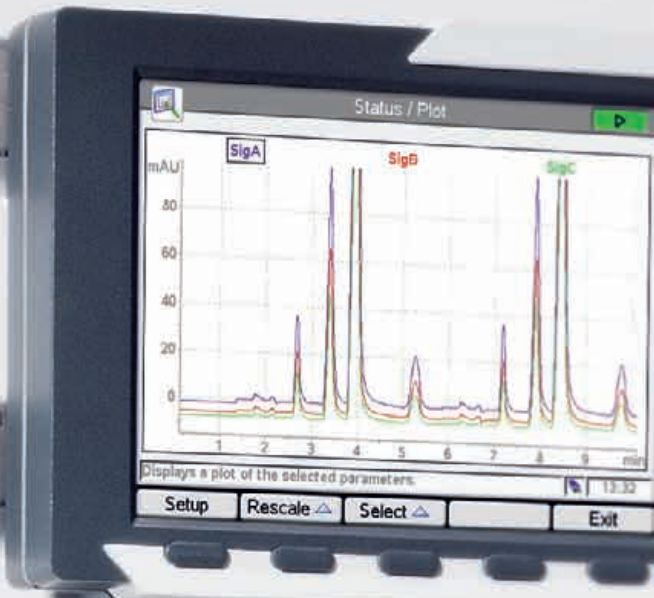 Status / Plot
SigA SigB SigC
mAU
80
60
40
20
0
1 2 3 4 5 6 7 8 9 min
Displays a plot of the selected parameters. 13:32
Setup Rescale Select Exit